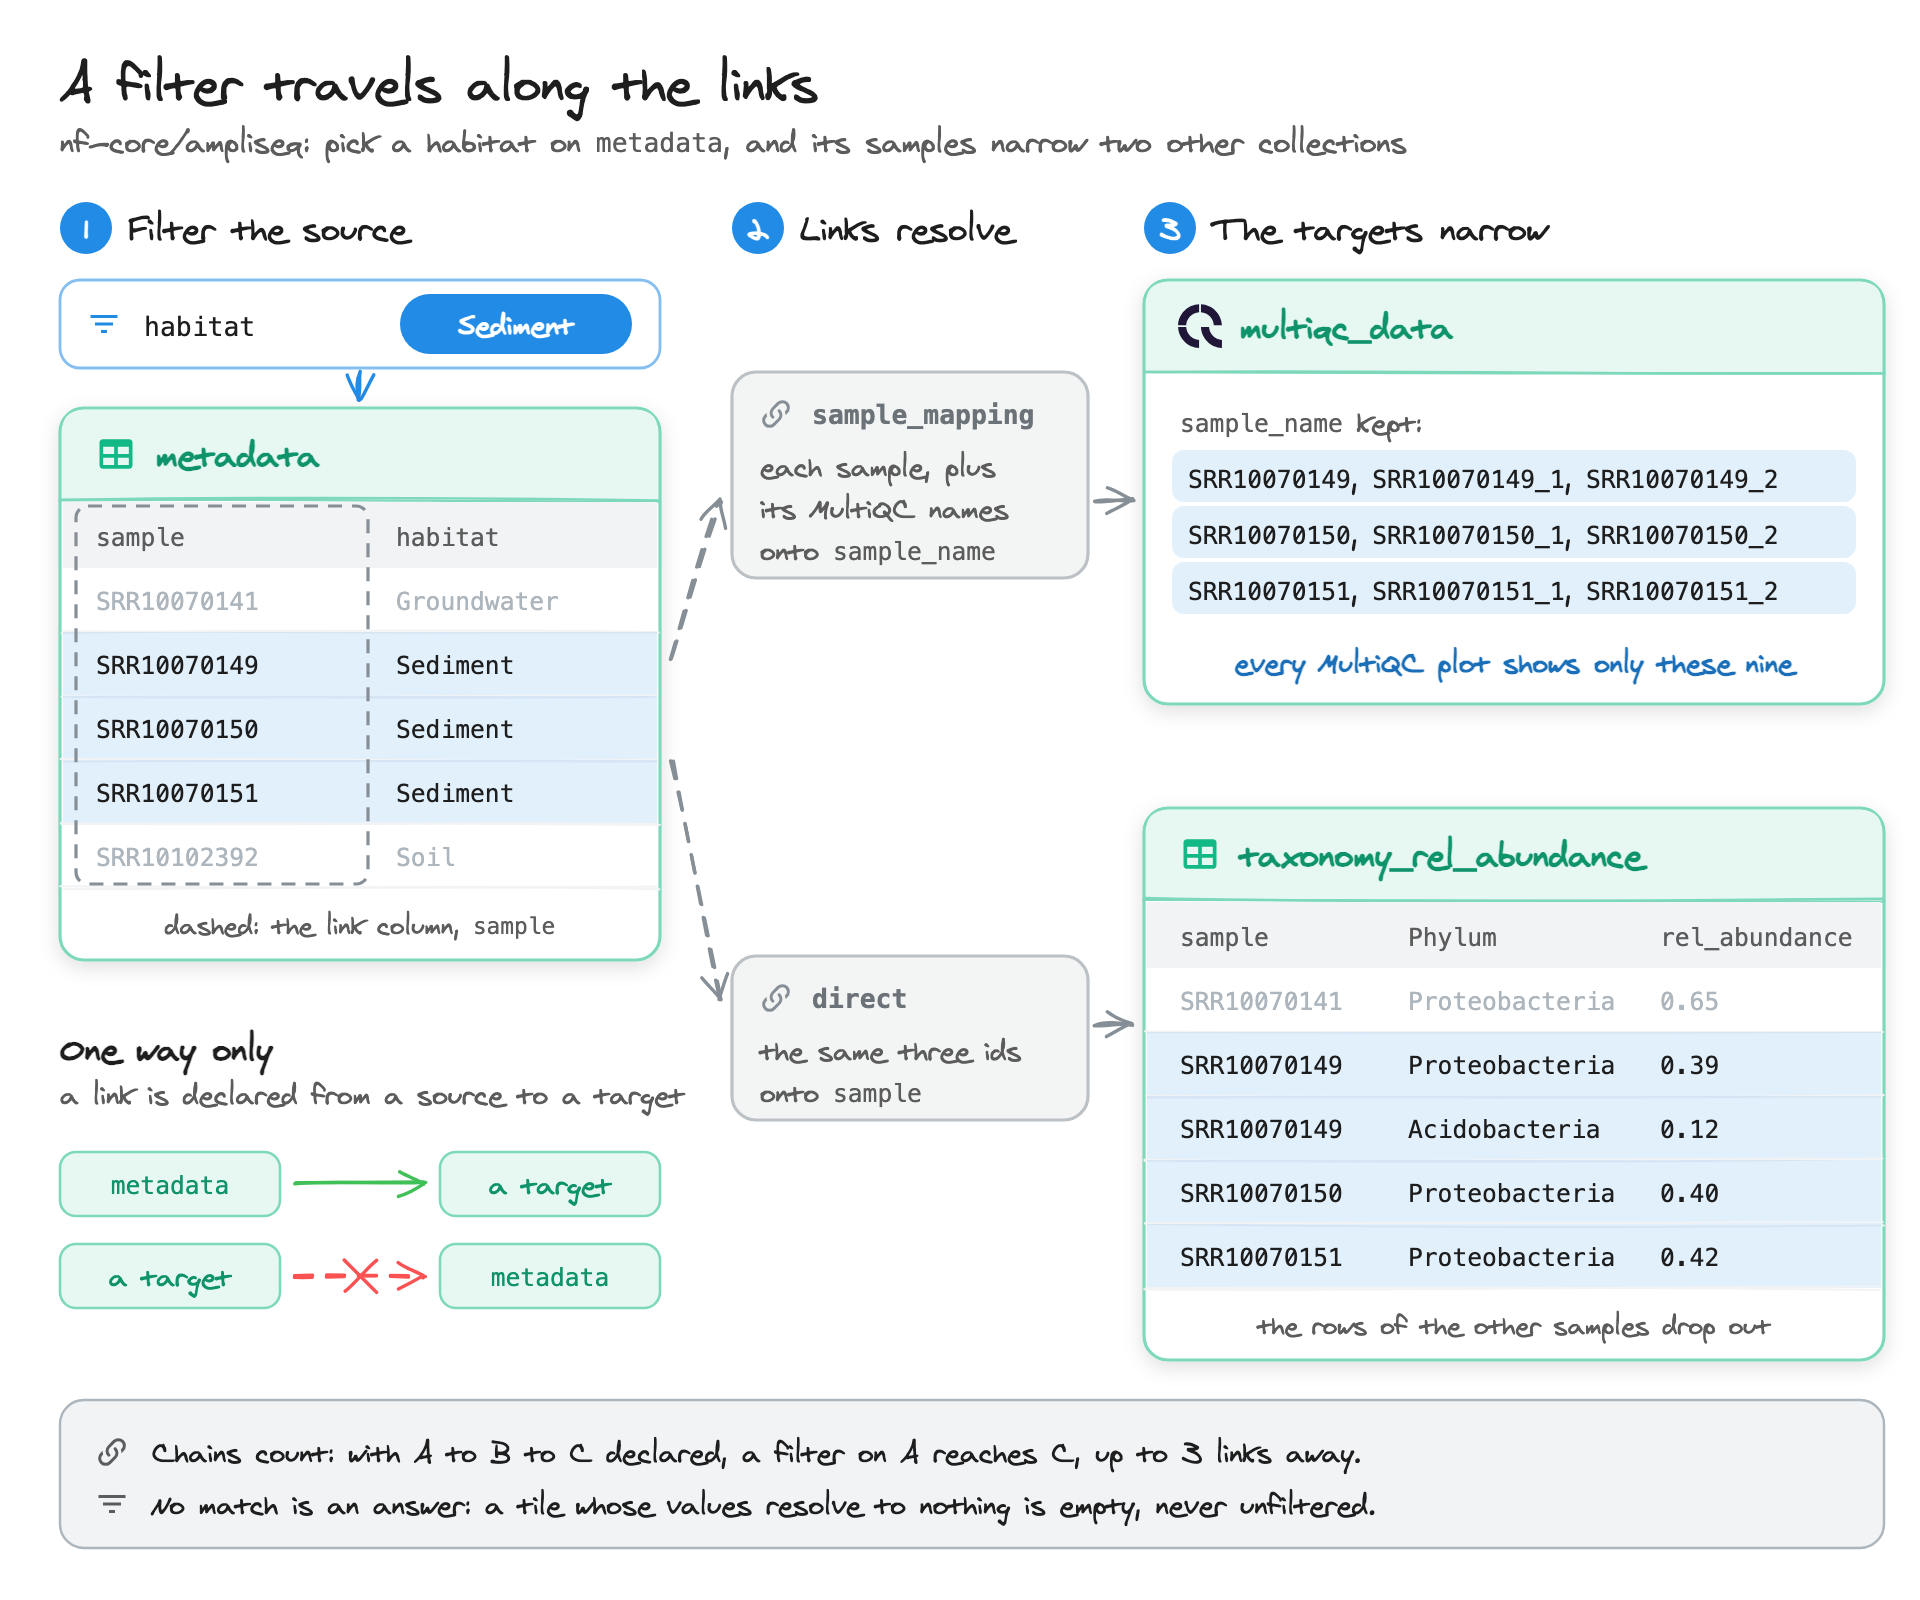 A filter travels along the links
nf-core/ampliseq: pick a habitat on metadata, and its samples narrow two other collections
1 Filter the source
habitat Sediment
metadata
sample habitat
SRR10070141 Groundwater
SRR10070149 Sediment
SRR10070150 Sediment
SRR10070151 Sediment
SRR10102392 Soil
dashed: the link column, sample
One way only
a link is declared from a source to a target
metadata a target
a target metadata
2 Links resolve
sample_mapping
each sample, plus
its MultiQC names
onto sample_name
direct
the same three ids
onto sample
3 The targets narrow
multiqc_data
sample_name kept:
SRR10070149, SRR10070149_1, SRR10070149_2
SRR10070150, SRR10070150_1, SRR10070150_2
SRR10070151, SRR10070151_1, SRR10070151_2
every MultiQC plot shows only these nine
taxonomy_rel_abundance
sample Phylum rel_abundance
SRR10070141 Proteobacteria 0.65
SRR10070149 Proteobacteria 0.39
SRR10070149 Acidobacteria 0.12
SRR10070150 Proteobacteria 0.40
SRR10070151 Proteobacteria 0.42
the rows of the other samples drop out
Chains count: with A to B to C declared, a filter on A reaches C, up to 3 links away.
No match is an answer: a tile whose values resolve to nothing is empty, never unfiltered.